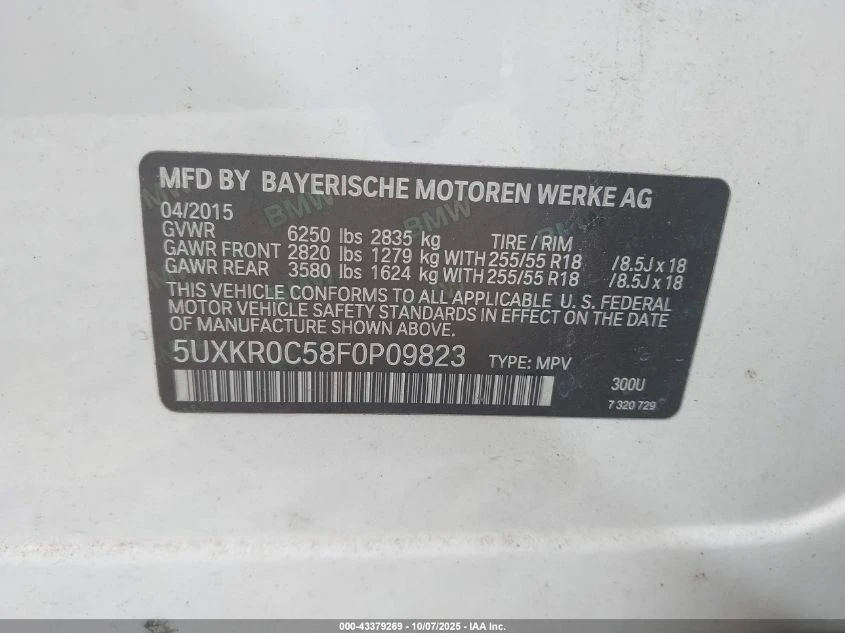 MFD BY BAYERISCHE MOTOREN WERKE AG
04/2015
GVWR 6250 lbs 2835 kg TIRE / RIM
GAWR FRONT 2820 lbs 1279 kg WITH 255/55 R18 /8.5J x 18
GAWR REAR 3580 lbs 1624 kg WITH 255/55 R18 /8.5J x 18
THIS VEHICLE CONFORMS TO ALL APPLICABLE U. S. FEDERAL
MOTOR VEHICLE SAFETY STANDARDS IN EFFECT ON THE DATE
OF MANUFACTURE SHOWN ABOVE.
5UXKR0C58F0P09823 TYPE: MPV
300U
7 320 729
000-43379269 - 10/07/2025 - IAA Inc.